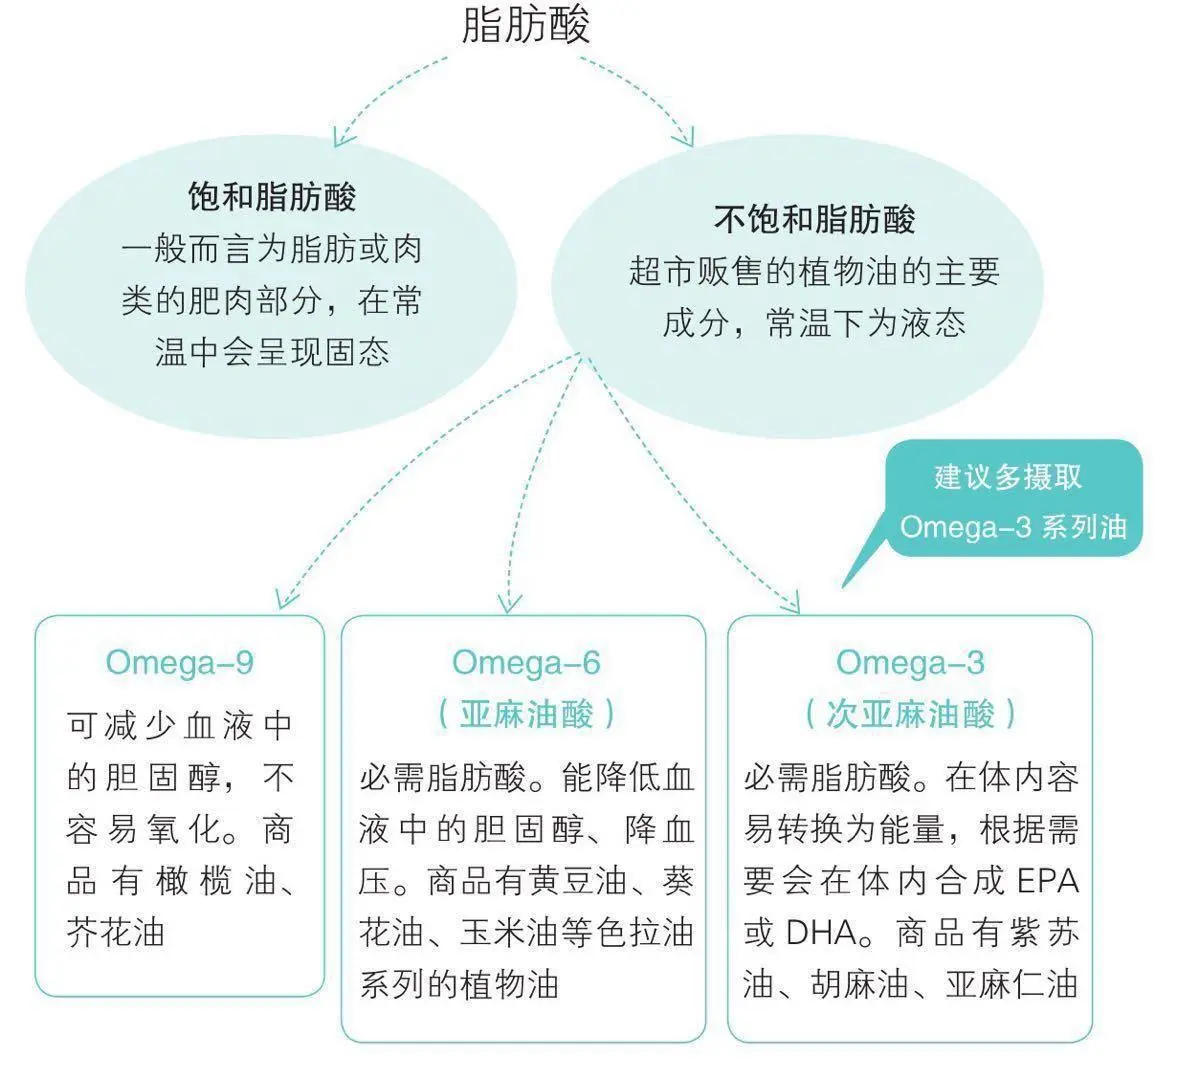 脂肪酸
饱和脂肪酸
一般而言为脂肪或肉
类的肥肉部分，在常
温中会呈现固态
不饱和脂肪酸
超市贩售的植物油的主要
成分，常温下为液态
建议多摄取
Omega-3 系列油
Omega-9
可减少血液中
的胆固醇，不
容易氧化。商
品有橄榄油、
芥花油
Omega-6
（亚麻油酸）
必需脂肪酸。能降低血
液中的胆固醇、降血
压。商品有黄豆油、葵
花油、玉米油等色拉油
系列的植物油
Omega-3
（次亚麻油酸）
必需脂肪酸。在体内容
易转换为能量，根据需
要会在体内合成 EPA
或 DHA。商品有紫苏
油、胡麻油、亚麻仁油